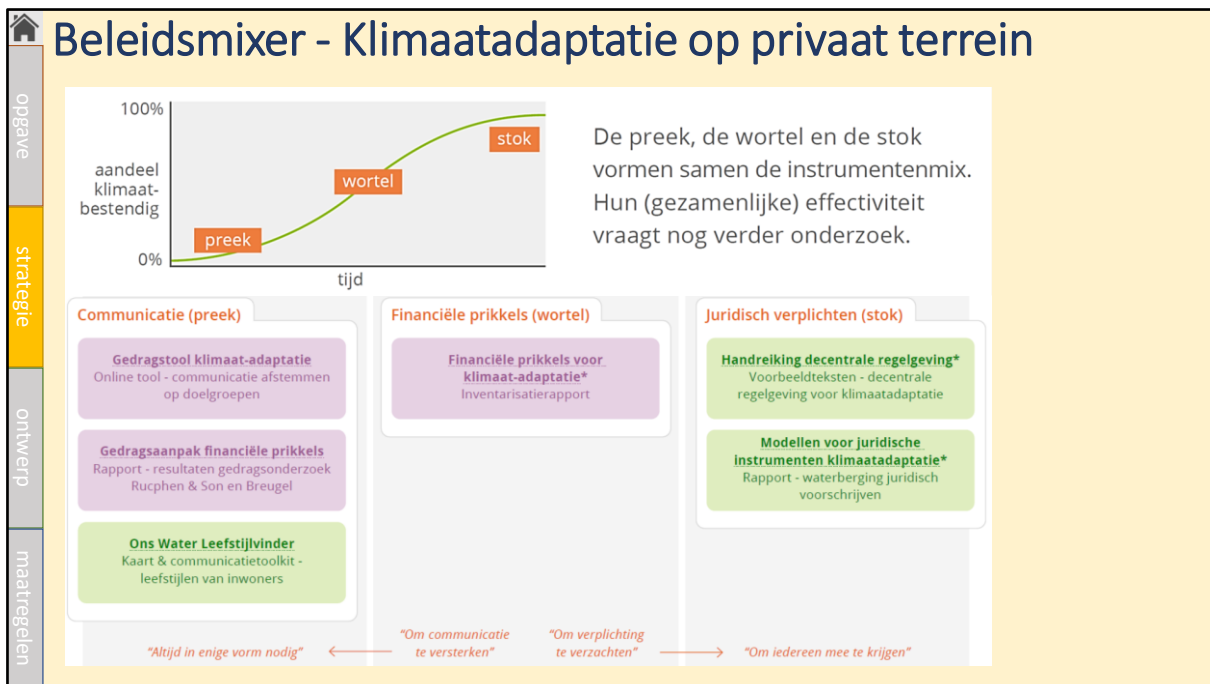 Beleidsmixer - Klimaatadaptatie op privaat terrein
opgave
strategie
ontwerp
maatregelen
100%
aandeel
klimaat-
bestendig
0%
preek
wortel
stok
tijd
De preek, de wortel en de stok
vormen samen de instrumentenmix.
Hun (gezamenlijke) effectiviteit
vraagt nog verder onderzoek.
Communicatie (preek)
Gedragstool klimaat-adaptatie
Online tool - communicatie afstemmen
op doelgroepen
Gedragsaanpak financiële prikkels
Rapport - resultaten gedragsonderzoek
Rucphen & Son en Breugel
Ons Water Leefstijlvinder
Kaart & communicatietoolkit -
leefstijlen van inwoners
Financiële prikkels (wortel)
Financiële prikkels voor
klimaat-adaptatie*
Inventarisatierapport
Juridisch verplichten (stok)
Handreiking decentrale regelgeving*
Voorbeeldteksten - decentrale
regelgeving voor klimaatadaptatie
Modellen voor juridische
instrumenten klimaatadaptatie*
Rapport - waterberging juridisch
voorschrijven
"Altijd in enige vorm nodig"
"Om communicatie
te versterken"
"Om verplichting
te verzachten"
"Om iedereen mee te krijgen"